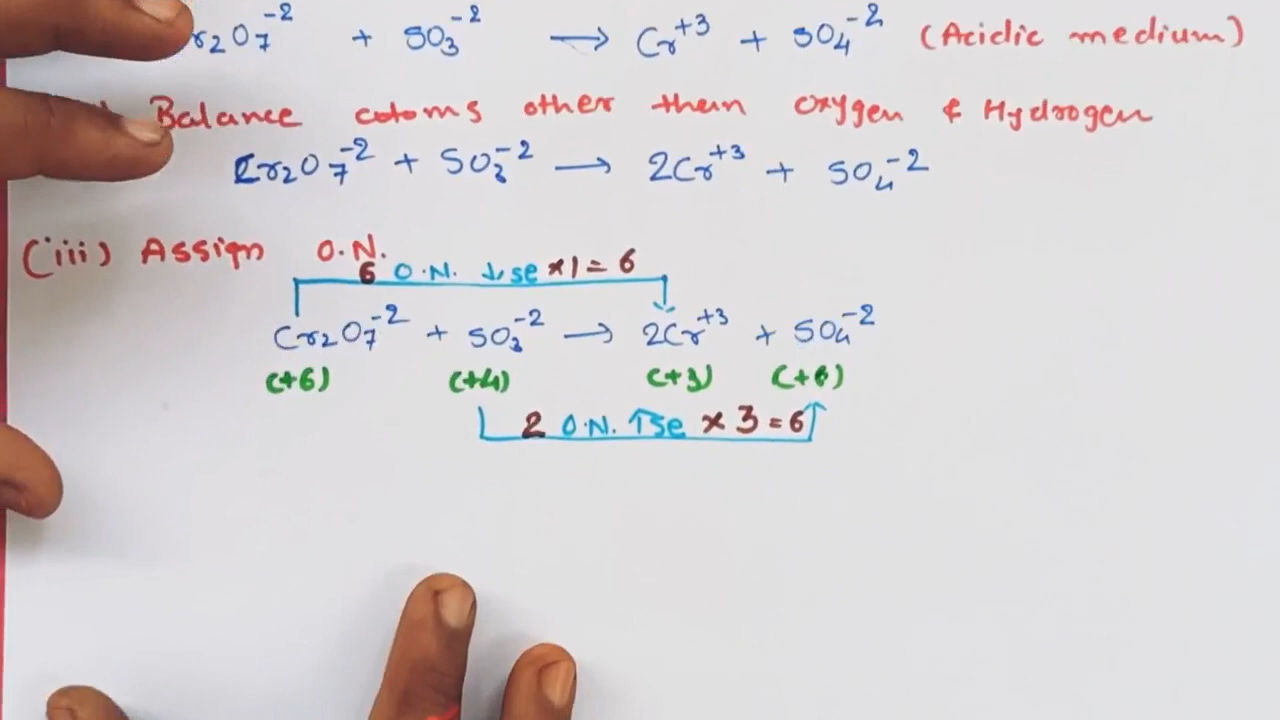 r₂O₇⁻² + SO₃⁻² → Cr⁺³ + SO₄⁻² (Acidic medium)
Balance atoms other than oxygen & Hydrogen
Cr₂O₇⁻² + SO₃⁻² → 2Cr⁺³ + SO₄⁻²
(iii) Assign O.N.
6 O.N. ↓se ×1 = 6
Cr₂O₇⁻² + SO₃⁻² → 2Cr⁺³ + SO₄⁻²
(+6) (+4) (+3) (+6)
2 O.N. ↑se × 3 = 6